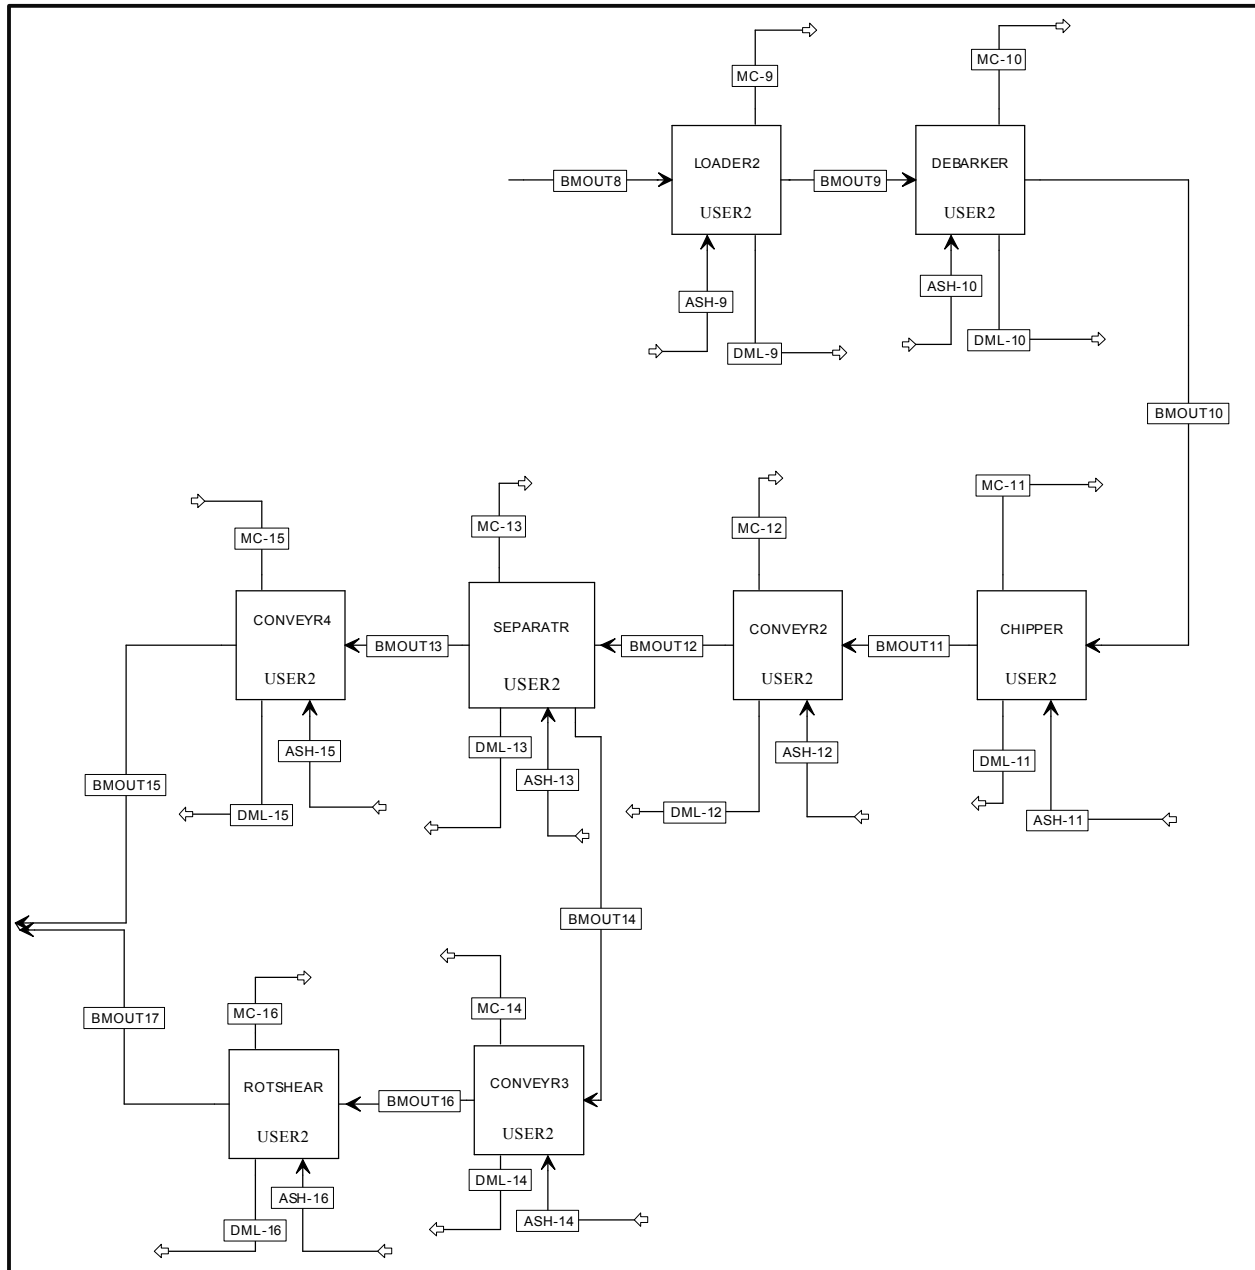 MC-9
MC-10
LOADER2
DEBARKER
BMOUT8
BMOUT9
USER2
USER2
ASH-9
ASH-10
DML-9
DML-10
BMOUT10
MC-11
MC-15
MC-13
MC-12
CONVEYR4
SEPARATR
CONVEYR2
CHIPPER
BMOUT13
BMOUT12
BMOUT11
USER2
USER2
USER2
USER2
ASH-15
DML-13
ASH-12
DML-11
BMOUT15
ASH-13
DML-15
DML-12
ASH-11
BMOUT14
BMOUT17
MC-16
MC-14
ROTSHEAR
CONVEYR3
BMOUT16
USER2
USER2
ASH-16
DML-14
DML-16
ASH-14